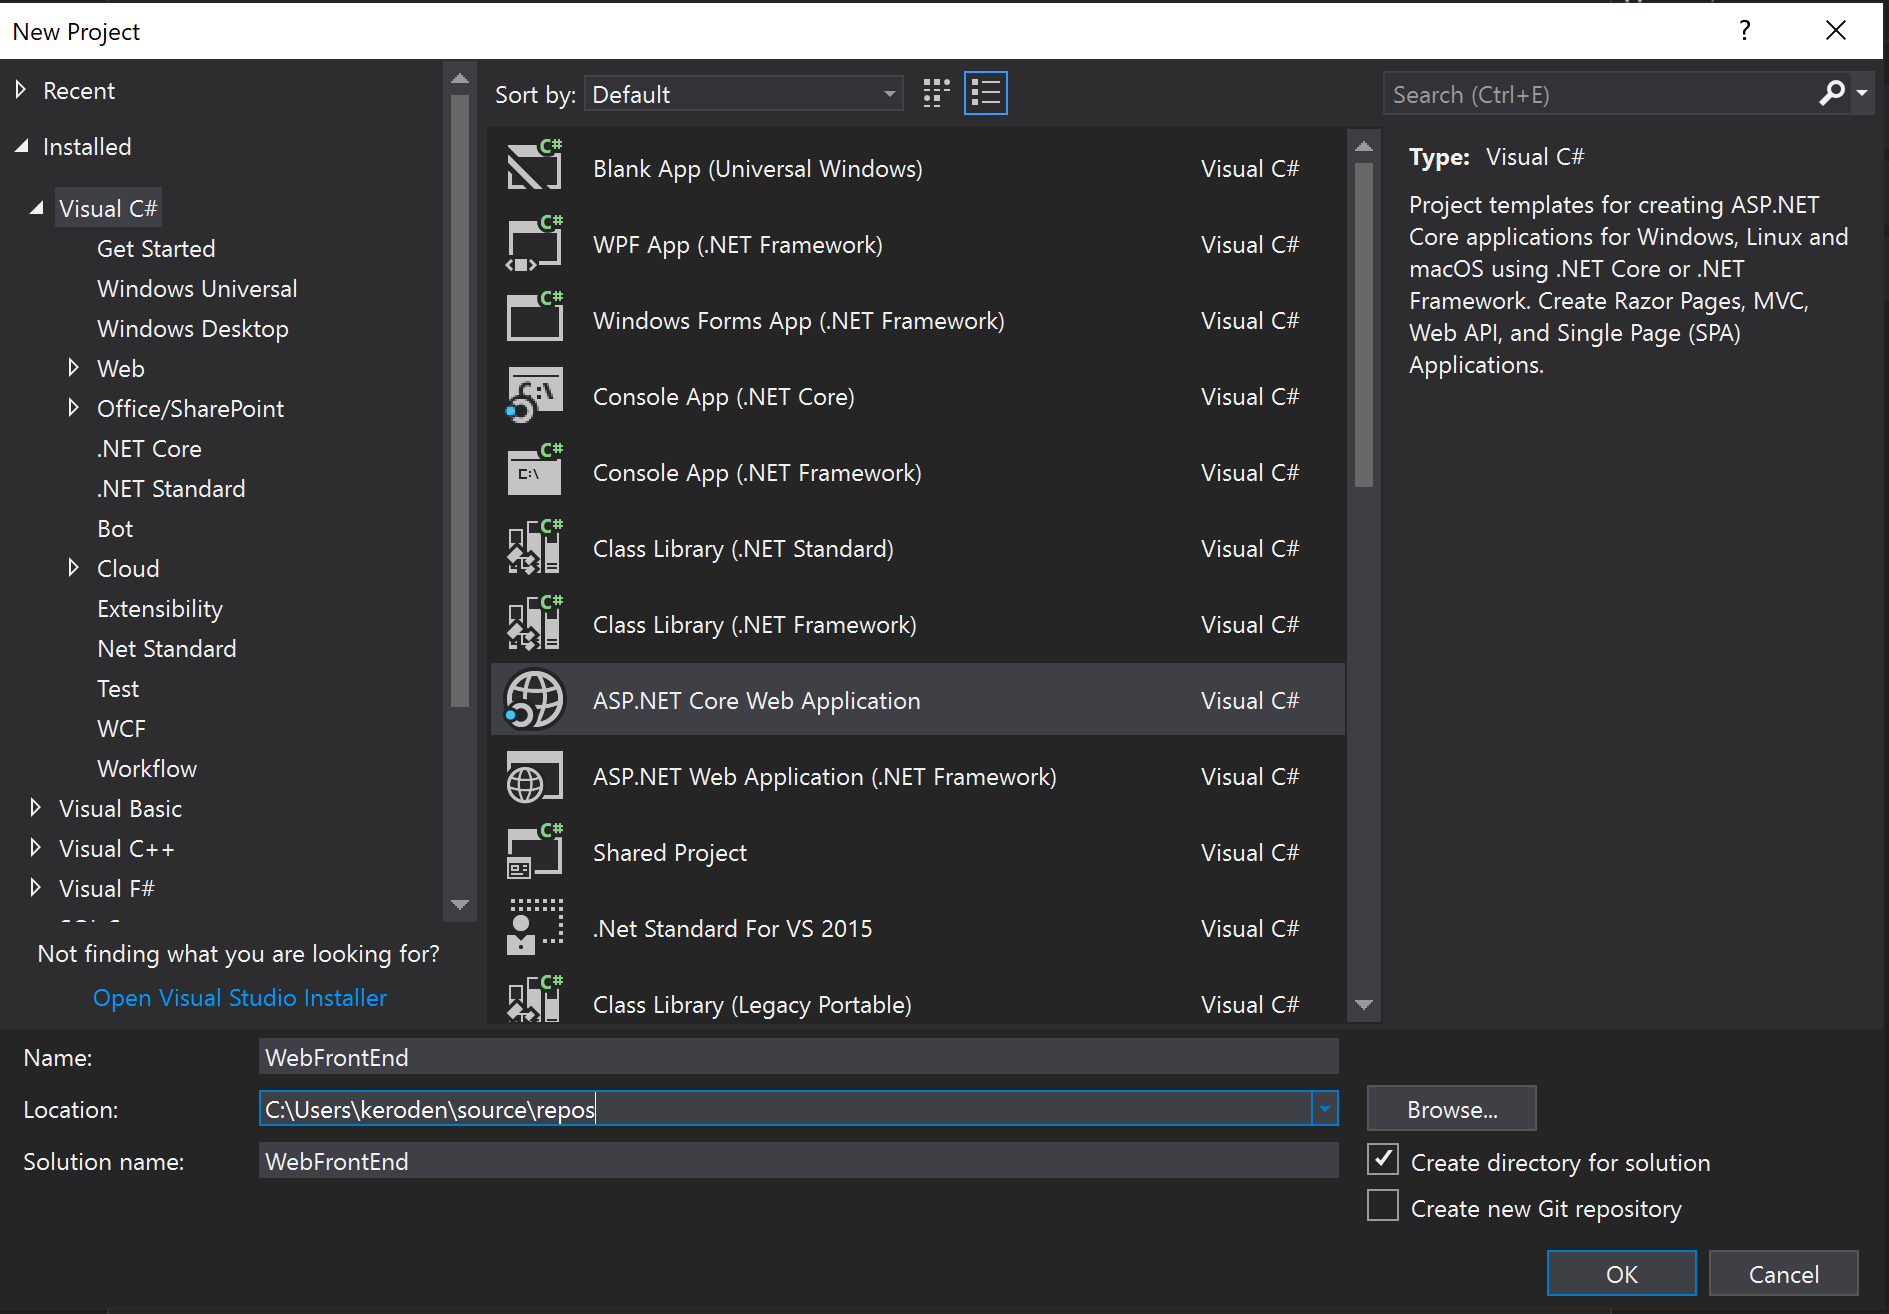 New Project
?
Recent
Installed
Visual C#
Get Started
Windows Universal
Windows Desktop
Web
Office/SharePoint
.NET Core
.NET Standard
Bot
Cloud
Extensibility
Net Standard
Test
WCF
Workflow
Visual Basic
Visual C++
Visual F#
Not finding what you are looking for?
Open Visual Studio Installer
Sort by: Default
Blank App (Universal Windows) Visual C#
WPF App (.NET Framework) Visual C#
Windows Forms App (.NET Framework) Visual C#
Console App (.NET Core) Visual C#
Console App (.NET Framework) Visual C#
Class Library (.NET Standard) Visual C#
Class Library (.NET Framework) Visual C#
ASP.NET Core Web Application Visual C#
ASP.NET Web Application (.NET Framework) Visual C#
Shared Project Visual C#
.Net Standard For VS 2015 Visual C#
Class Library (Legacy Portable) Visual C#
Search (Ctrl+E)
Type: Visual C#
Project templates for creating ASP.NET
Core applications for Windows, Linux and
macOS using .NET Core or .NET
Framework. Create Razor Pages, MVC,
Web API, and Single Page (SPA)
Applications.
Name: WebFrontEnd
Location: C:\Users\keroden\source\repos
Browse...
Solution name: WebFrontEnd
Create directory for solution
Create new Git repository
OK
Cancel